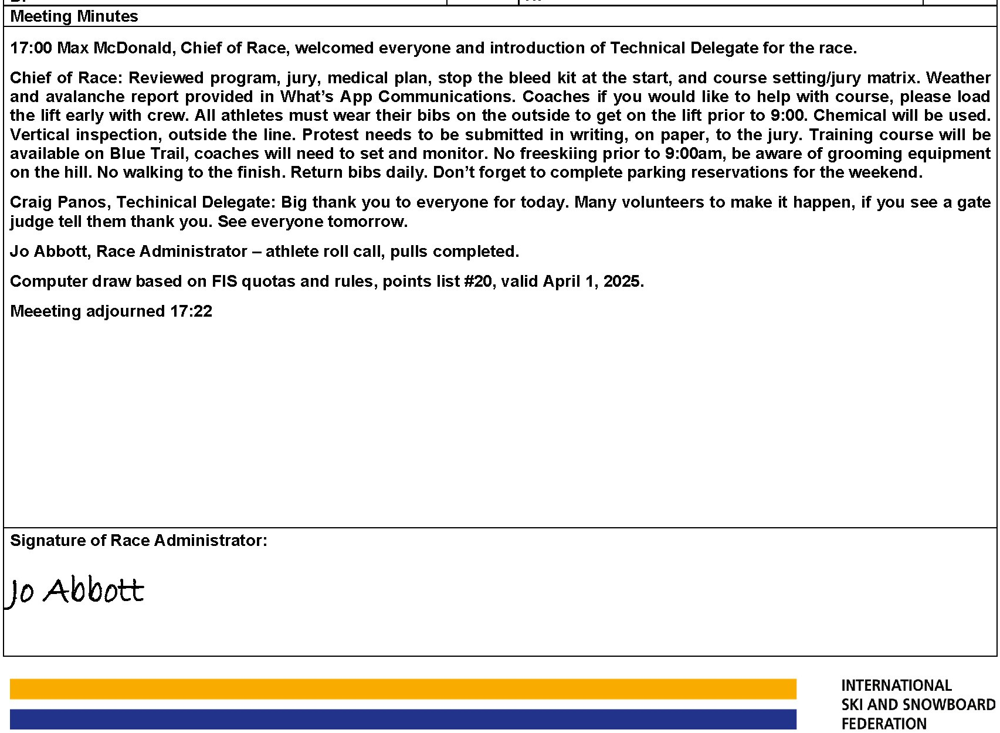 Meeting Minutes
17:00 Max McDonald, Chief of Race, welcomed everyone and introduction of Technical Delegate for the race.
Chief of Race: Reviewed program, jury, medical plan, stop the bleed kit at the start, and course setting/jury matrix. Weather
and avalanche report provided in What’s App Communications. Coaches if you would like to help with course, please load
the lift early with crew. All athletes must wear their bibs on the outside to get on the lift prior to 9:00. Chemical will be used.
Vertical inspection, outside the line. Protest needs to be submitted in writing, on paper, to the jury. Training course will be
available on Blue Trail, coaches will need to set and monitor. No freeskiing prior to 9:00am, be aware of grooming equipment
on the hill. No walking to the finish. Return bibs daily. Don’t forget to complete parking reservations for the weekend.
Craig Panos, Techinical Delegate: Big thank you to everyone for today. Many volunteers to make it happen, if you see a gate
judge tell them thank you. See everyone tomorrow.
Jo Abbott, Race Administrator – athlete roll call, pulls completed.
Computer draw based on FIS quotas and rules, points list #20, valid April 1, 2025.
Meeeting adjourned 17:22
Signature of Race Administrator:
Jo Abbott
INTERNATIONAL
SKI AND SNOWBOARD
FEDERATION